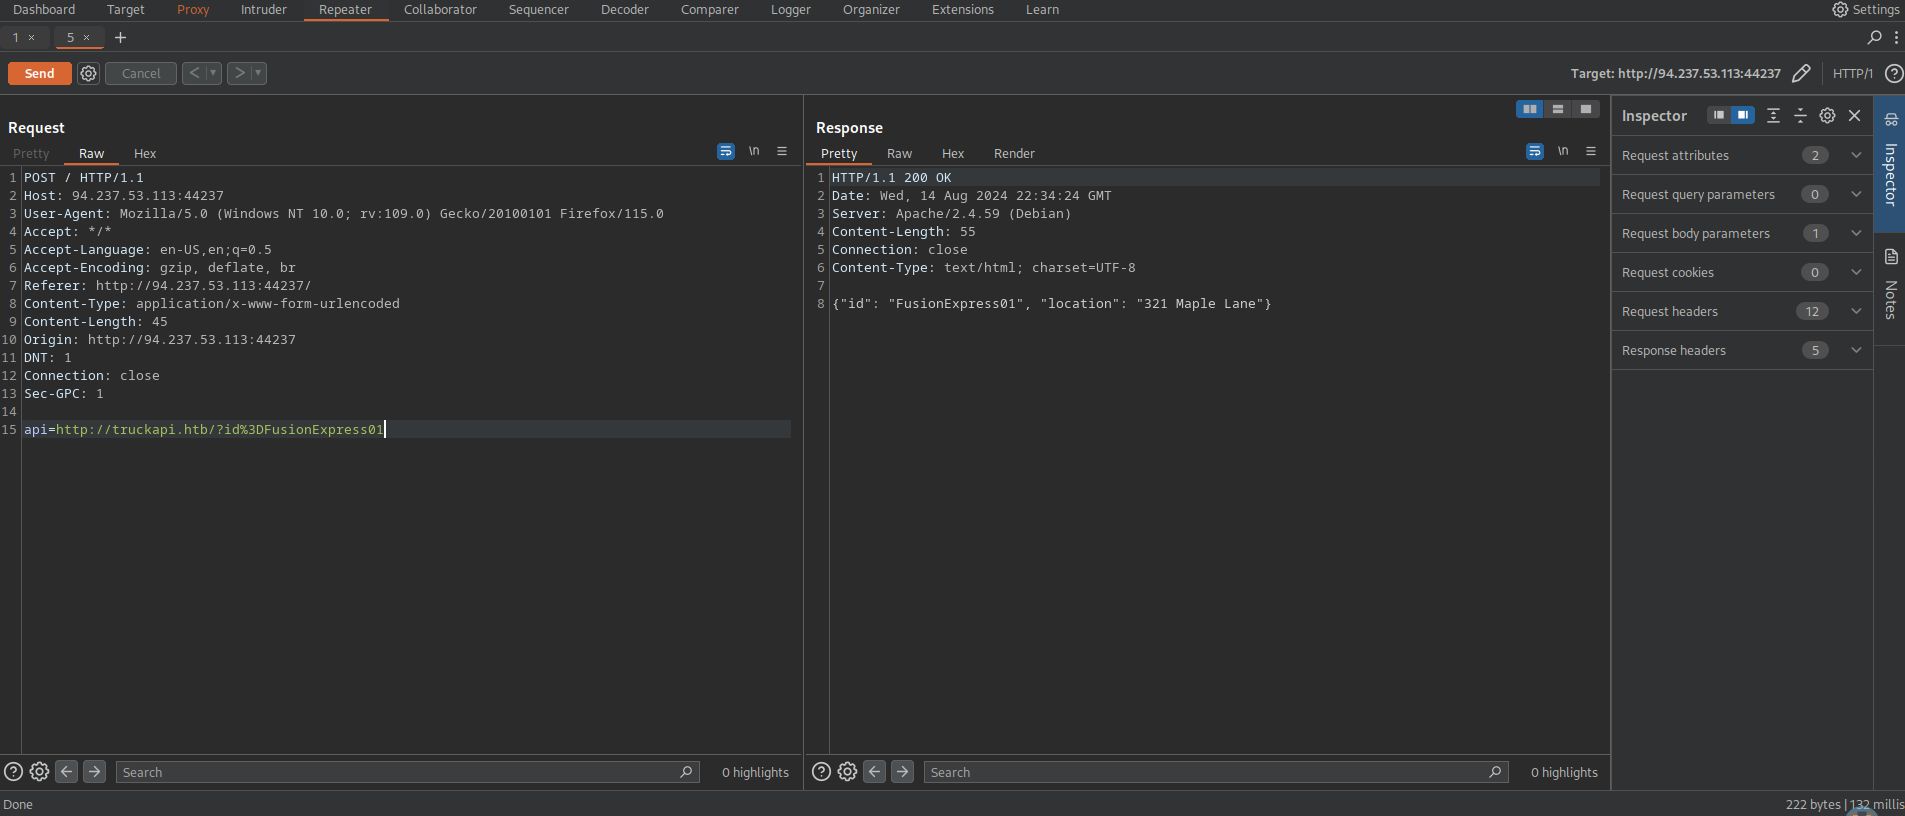 Dashboard Target Proxy Intruder Repeater Collaborator Sequencer Decoder Comparer Logger Organizer Extensions Learn Settings
1 × 5 × +
Send Cancel < > Target: http://94.237.53.113:44237 HTTP/1 ?
Request
Pretty Raw Hex \n
1 POST / HTTP/1.1
2 Host: 94.237.53.113:44237
3 User-Agent: Mozilla/5.0 (Windows NT 10.0; rv:109.0) Gecko/20100101 Firefox/115.0
4 Accept: */*
5 Accept-Language: en-US,en;q=0.5
6 Accept-Encoding: gzip, deflate, br
7 Referer: http://94.237.53.113:44237/
8 Content-Type: application/x-www-form-urlencoded
9 Content-Length: 45
10 Origin: http://94.237.53.113:44237
11 DNT: 1
12 Connection: close
13 Sec-GPC: 1
14
15 api=http://truckapi.htb/?id%3DFusionExpress01
? Search 0 highlights
Response
Pretty Raw Hex Render \n
1 HTTP/1.1 200 OK
2 Date: Wed, 14 Aug 2024 22:34:24 GMT
3 Server: Apache/2.4.59 (Debian)
4 Content-Length: 55
5 Connection: close
6 Content-Type: text/html; charset=UTF-8
7
8 {"id": "FusionExpress01", "location": "321 Maple Lane"}
? Search 0 highlights
Inspector
Request attributes 2
Request query parameters 0
Request body parameters 1
Request cookies 0
Request headers 12
Response headers 5
Inspector
Notes
Done 222 bytes | 132 millis